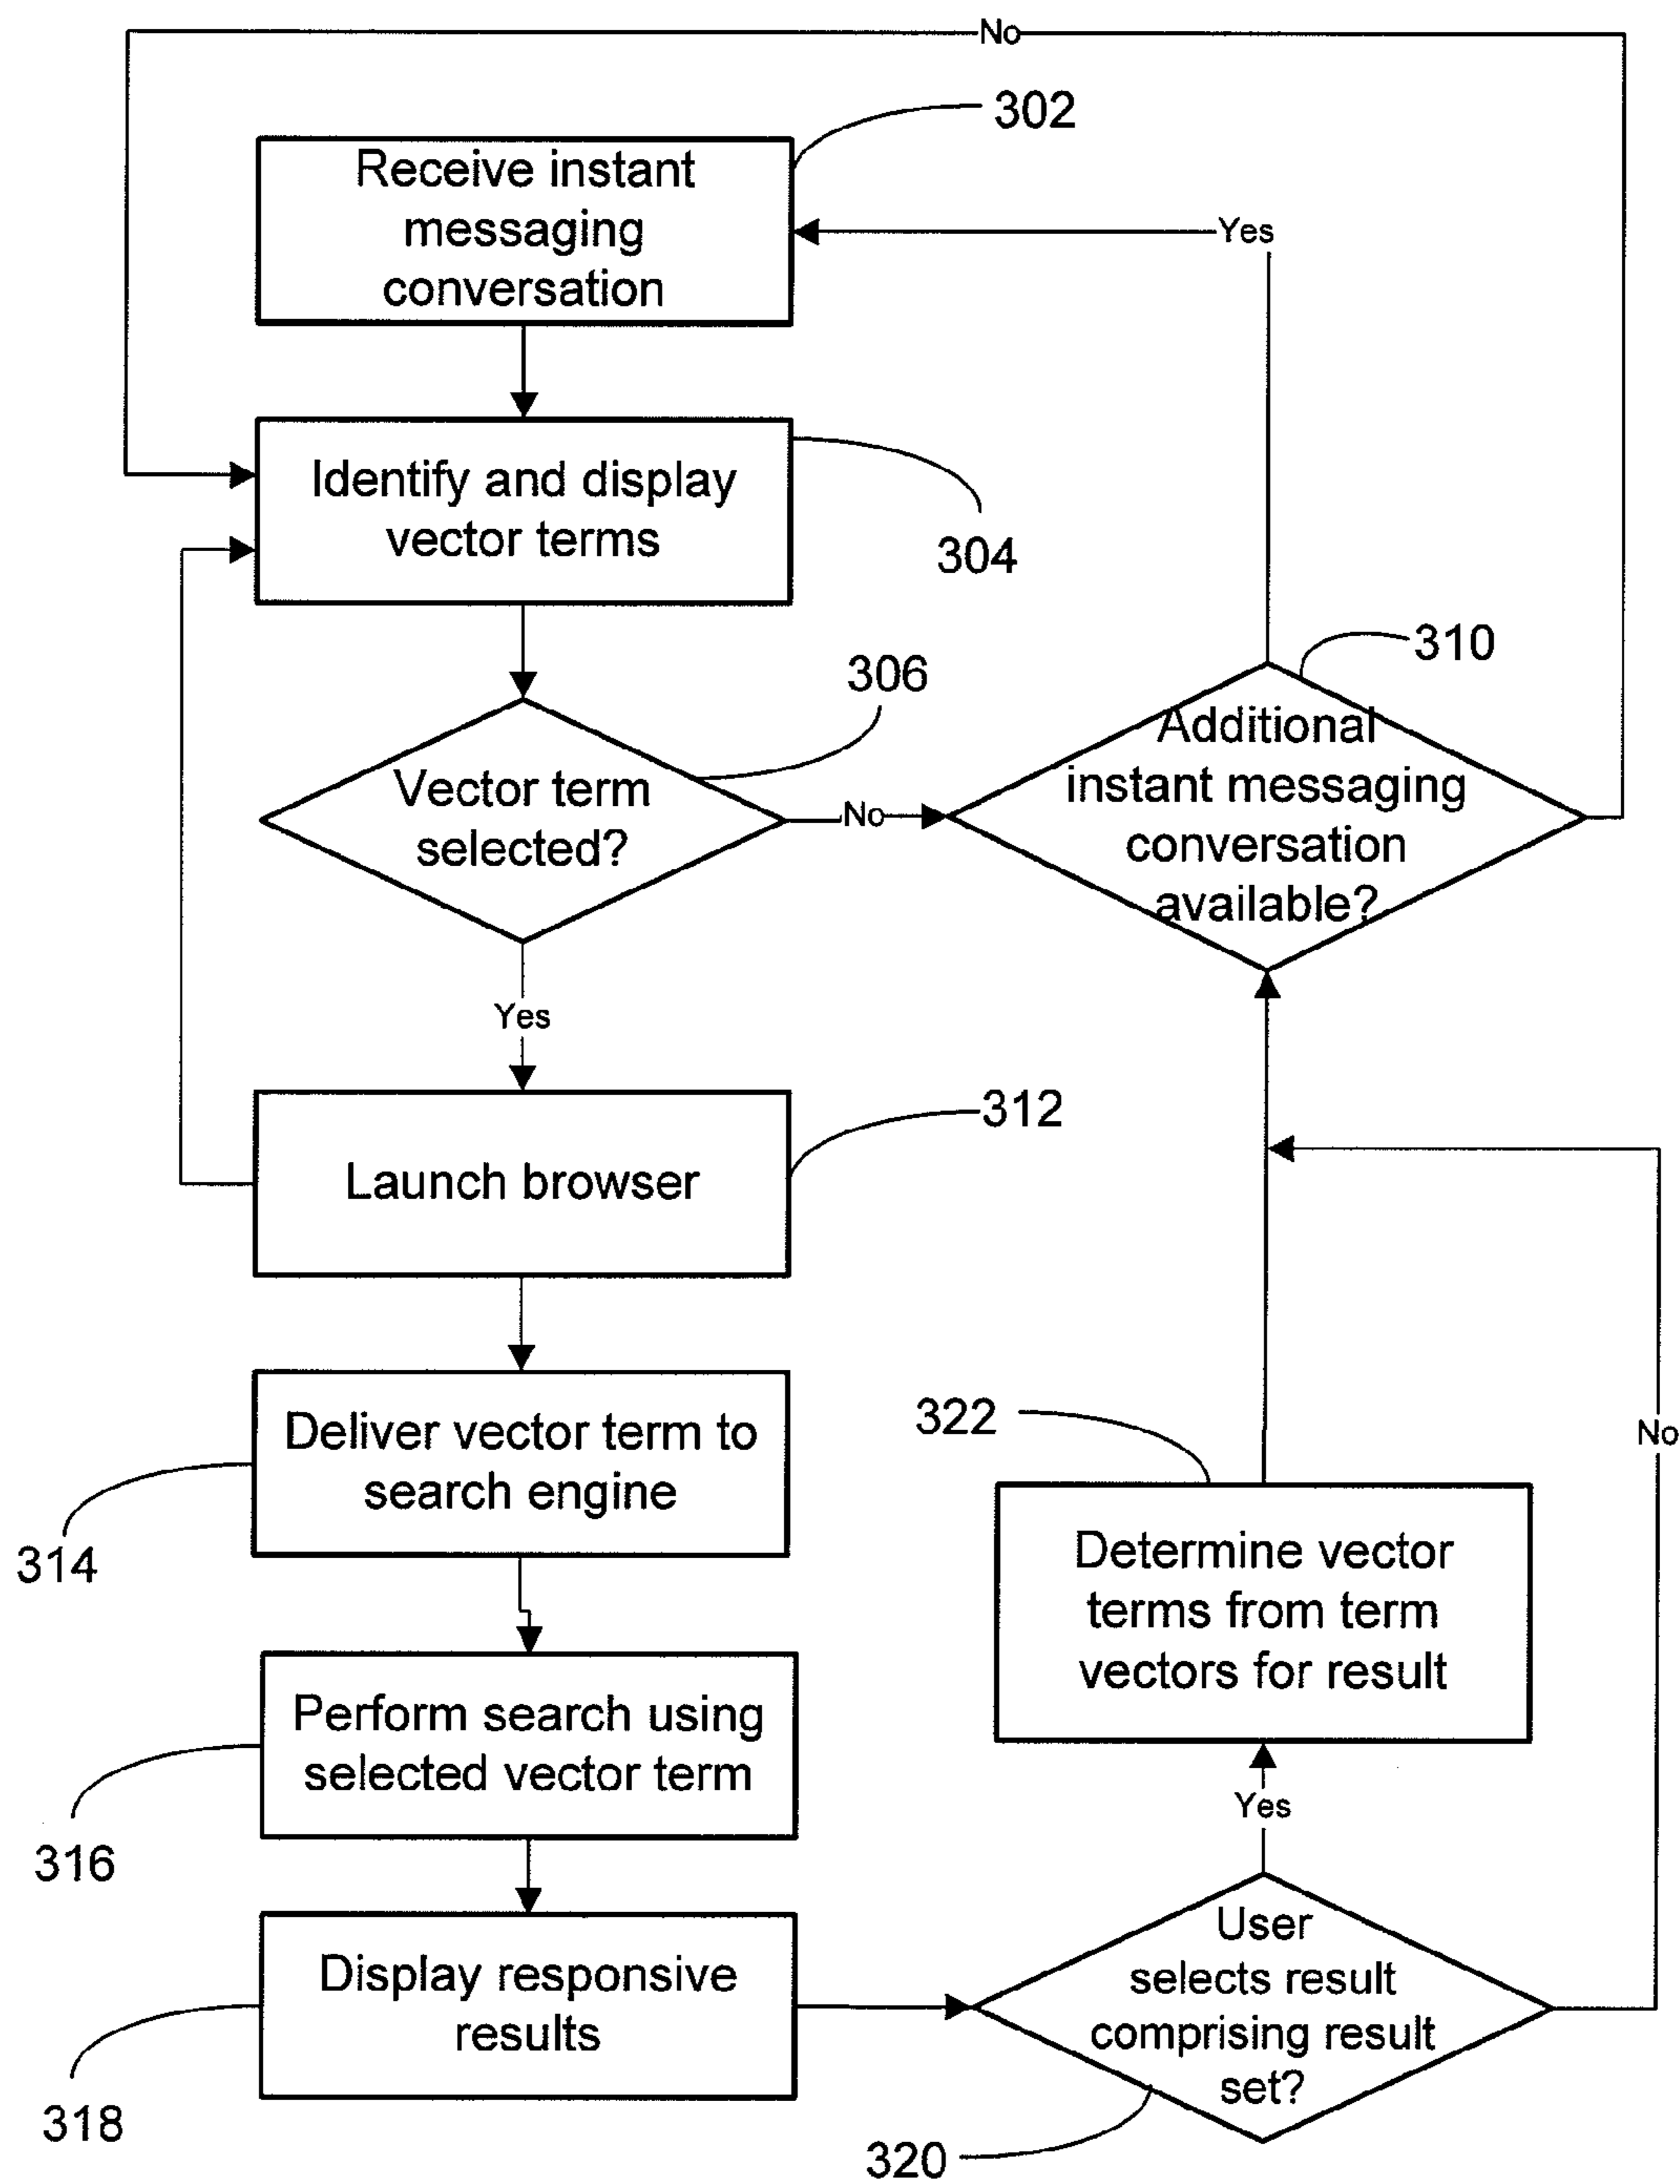 No
302
Receive instant
messaging
conversation
Yes
Identify and display
vector terms
304
306
310
Vector term
selected?
No
Additional
instant messaging
conversation
available?
Yes
312
Launch browser
Deliver vector term to
search engine
314
322
No
Determine vector
terms from term
vectors for result
Perform search using
selected vector term
316
Yes
Display responsive
results
318
User
selects result
comprising result
set?
320